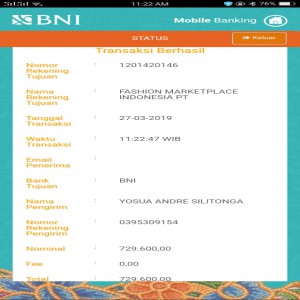 11:22 AM 76%
BNI Mobile Banking
STATUS Keluar
Transaksi Berhasil
Nomor Rekening Tujuan : 1201420146
Nama Rekening Tujuan : FASHION MARKETPLACE INDONESIA PT
Tanggal Transaksi : 27-03-2019
Waktu Transaksi : 11:22:47 WIB
Email Penerima :
Bank Tujuan : BNI
Nama Pengirim : YOSUA ANDRE SILITONGA
Nomor Rekening Pengirim : 0395309154
Nominal : 729.600,00
Fee : 0,00
Total : 729.600,00